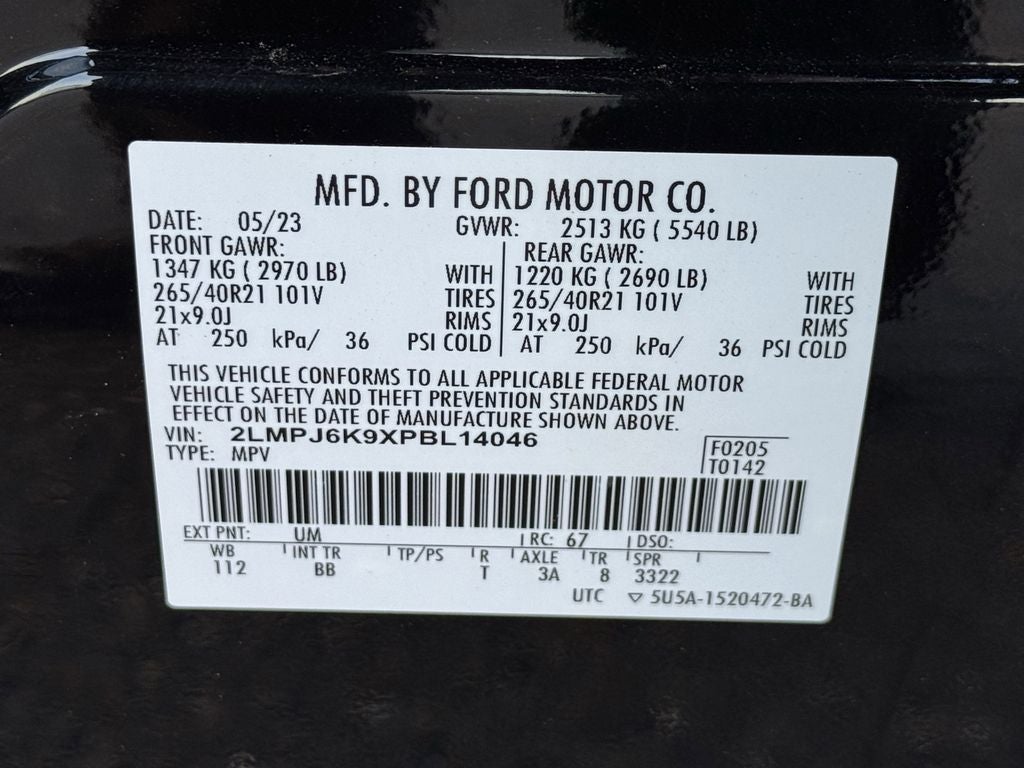 MFD. BY FORD MOTOR CO.
DATE: 05/23 GVWR: 2513 KG ( 5540 LB)
FRONT GAWR: REAR GAWR:
1347 KG ( 2970 LB) WITH 1220 KG ( 2690 LB) WITH
265/40R21 101V TIRES 265/40R21 101V TIRES
21x9.0J RIMS 21x9.0J RIMS
AT 250 kPa/ 36 PSI COLD AT 250 kPa/ 36 PSI COLD
THIS VEHICLE CONFORMS TO ALL APPLICABLE FEDERAL MOTOR
VEHICLE SAFETY AND THEFT PREVENTION STANDARDS IN
EFFECT ON THE DATE OF MANUFACTURE SHOWN ABOVE.
VIN: 2LMPJ6K9XPBL14046 F0205
TYPE: MPV T0142
EXT PNT: UM RC: 67 DSO:
WB INT TR TP/PS R AXLE TR SPR
112 BB T 3A 8 3322
UTC ▽ 5U5A-1520472-BA